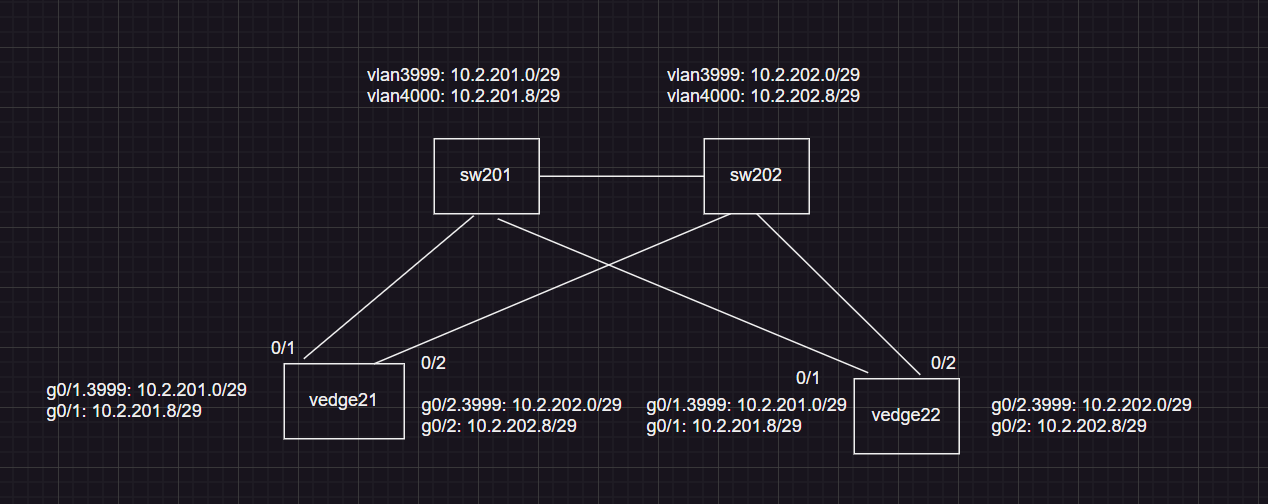 vlan3999: 10.2.201.0/29
vlan4000: 10.2.201.8/29
vlan3999: 10.2.202.0/29
vlan4000: 10.2.202.8/29
sw201
sw202
0/1
0/2
g0/1.3999: 10.2.201.0/29
g0/1: 10.2.201.8/29
vedge21
g0/2.3999: 10.2.202.0/29
g0/2: 10.2.202.8/29
0/1
0/2
g0/1.3999: 10.2.201.0/29
g0/1: 10.2.201.8/29
vedge22
g0/2.3999: 10.2.202.0/29
g0/2: 10.2.202.8/29